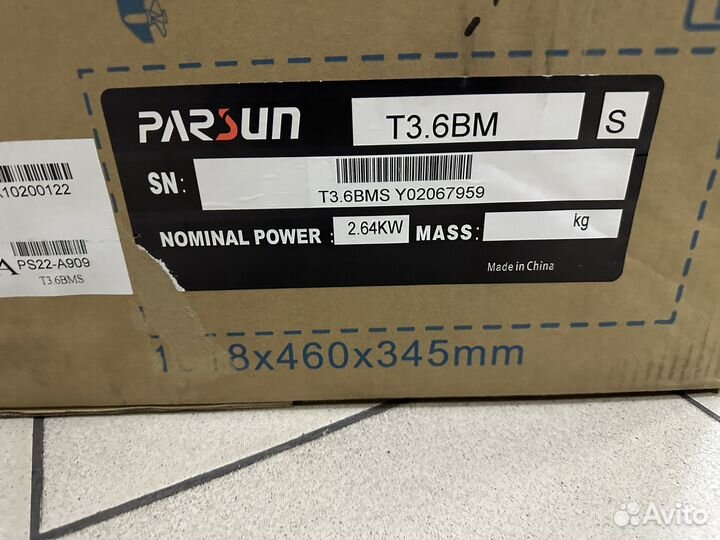 PARSUN
T3.6BM
S
SN:
T3.6BMS Y02067959
NOMINAL POWER :
2.64KW
MASS:
kg
Made in China
10200122
PS22-A909
T3.6BMS
8x460x345mm
Avito